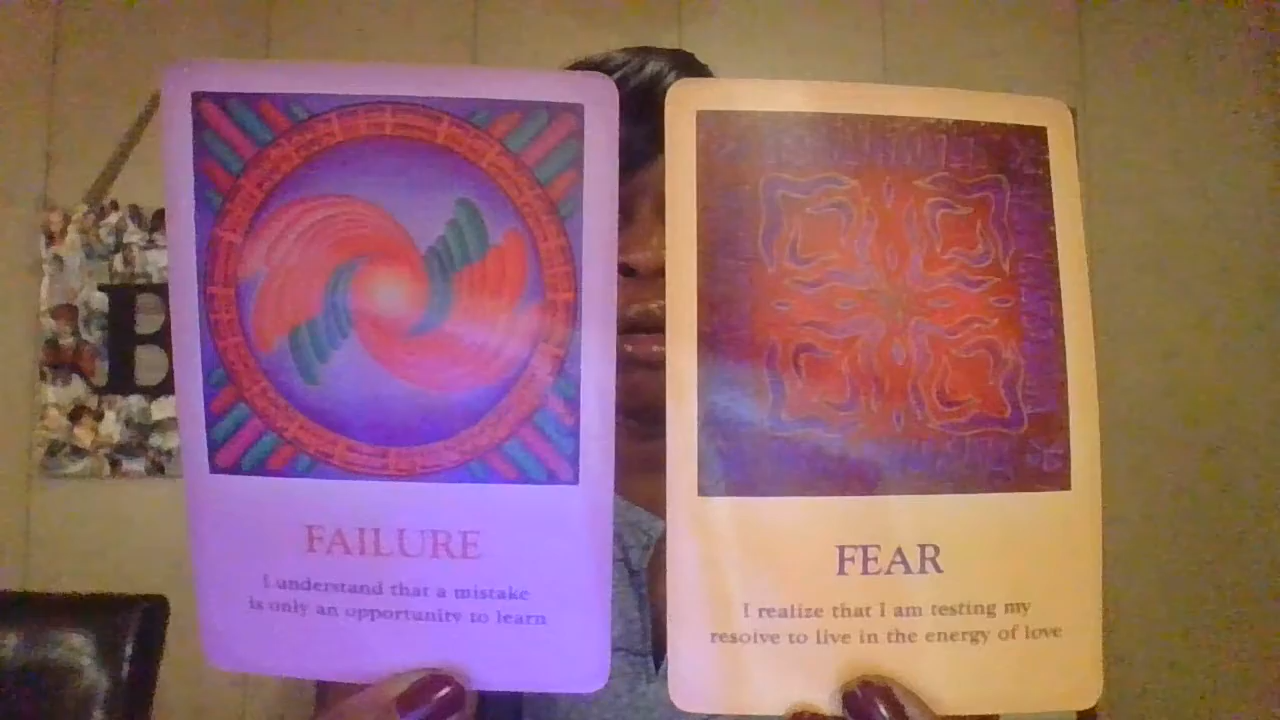 B
FAILURE
I understand that a mistake
is only an opportunity to learn
FEAR
I realize that I am testing my
resolve to live in the energy of love